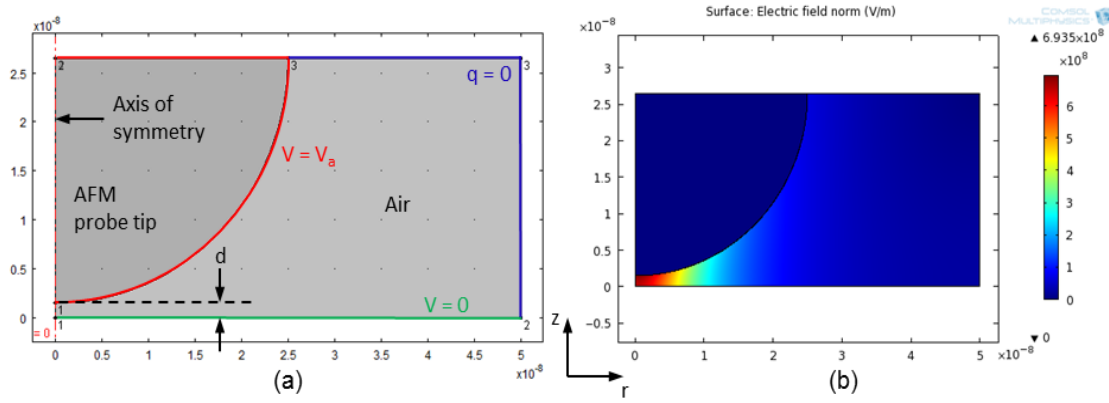 x10⁻⁸
2.5
2
1.5
1
0.5
0
2
3
3
q = 0
Axis of
symmetry
V = Vₐ
AFM
probe tip
Air
d
1
V = 0
1
2
= 0
0
0.5
1
1.5
2
2.5
3
3.5
4
4.5
5
x10⁻⁸
(a)
z
r
Surface: Electric field norm (V/m)
COMSOL
MULTIPHYSICS
×10⁻⁸
3.5
3
2.5
2
1.5
1
0.5
0
-0.5
0
2
4
×10⁻⁸
(b)
▲ 6.935×10⁸
×10⁸
6
5
4
3
2
1
0
▼ 0